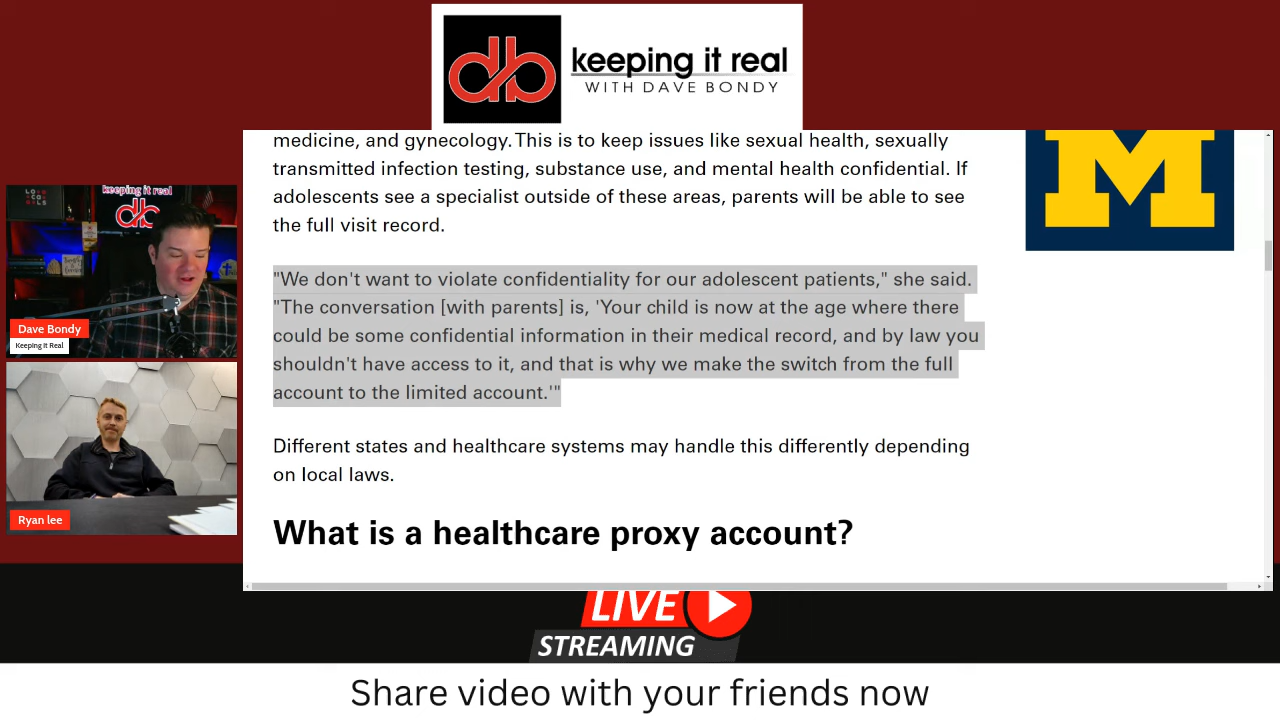 db
keeping it real
WITH DAVE BONDY
medicine, and gynecology. This is to keep issues like sexual health, sexually
transmitted infection testing, substance use, and mental health confidential. If
adolescents see a specialist outside of these areas, parents will be able to see
the full visit record.
"We don't want to violate confidentiality for our adolescent patients," she said.
"The conversation [with parents] is, 'Your child is now at the age where there
could be some confidential information in their medical record, and by law you
shouldn't have access to it, and that is why we make the switch from the full
account to the limited account.'"
Different states and healthcare systems may handle this differently depending
on local laws.
What is a healthcare proxy account?
M
keeping it real
Dave Bondy
Keeping It Real
Ryan lee
LIVE
STREAMING
Share video with your friends now